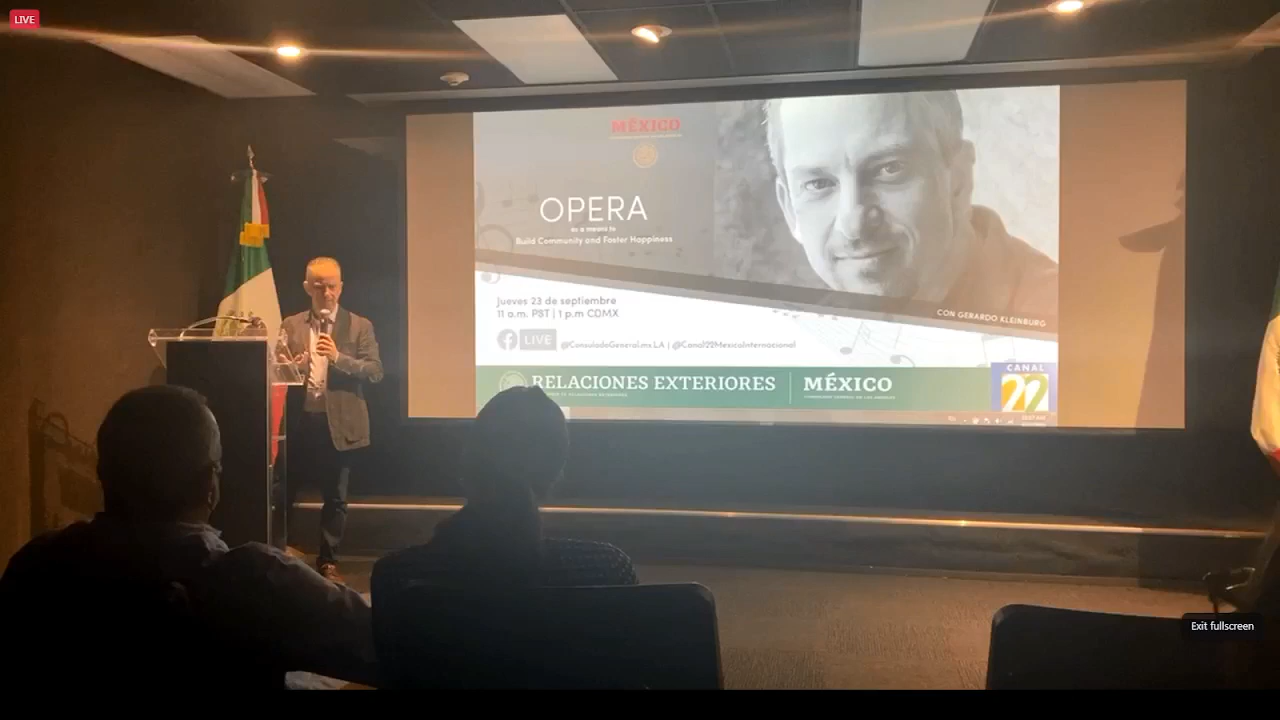 LIVE
MÉXICO
OPERA
as a means to
Build Community and Foster Happiness
Jueves 23 de septiembre
11 a.m. PST | 1 p.m CDMX
LIVE
@ConsuladoGeneral.mx.LA | @Canal22MexicoInternacional
CON GERARDO KLEINBURG
RELACIONES EXTERIORES
MÉXICO
CANAL
22
Exit fullscreen